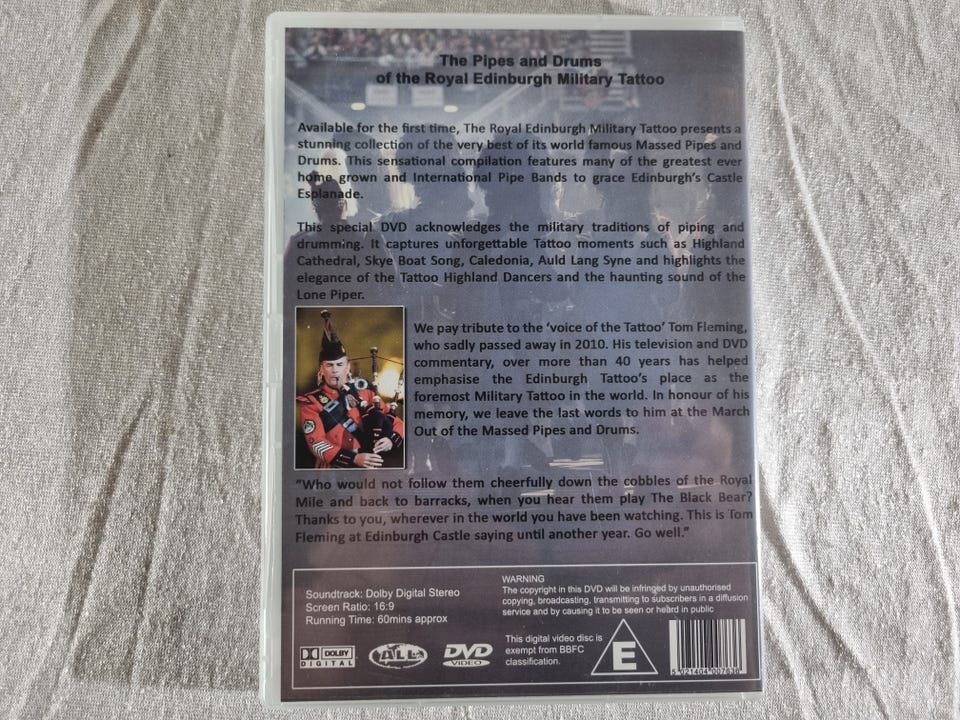 The Pipes and Drums
of the Royal Edinburgh Military Tattoo
Available for the first time, The Royal Edinburgh Military Tattoo presents a
stunning collection of the very best of its world famous Massed Pipes and
Drums. This sensational compilation features many of the greatest ever
home grown and International Pipe Bands to grace Edinburgh's Castle
Esplanade.
This special DVD acknowledges the military traditions of piping and
drumming. It captures unforgettable Tattoo moments such as Highland
Cathedral, Skye Boat Song, Caledonia, Auld Lang Syne and highlights the
elegance of the Tattoo Highland Dancers and the haunting sound of the
Lone Piper.
We pay tribute to the 'voice of the Tattoo' Tom Fleming,
who sadly passed away in 2010. His television and DVD
commentary, over more than 40 years has helped
emphasise the Edinburgh Tattoo's place as the
foremost Military Tattoo in the world. In honour of his
memory, we leave the last words to him at the March
Out of the Massed Pipes and Drums.
"Who would not follow them cheerfully down the cobbles of the Royal
Mile and back to barracks, when you hear them play The Black Bear?
Thanks to you, wherever in the world you have been watching. This is Tom
Fleming at Edinburgh Castle saying until another year. Go well."
Soundtrack: Dolby Digital Stereo
Screen Ratio: 16:9
Running Time: 60mins approx
WARNING
The copyright in this DVD will be infringed by unauthorised
copying, broadcasting, transmitting to subscribers in a diffusion
service and by causing it to be seen or heard in public
DOLBY
DIGITAL
ALL
DVD
VIDEO
This digital video disc is
exempt from BBFC
classification.
E
5 021404 007638